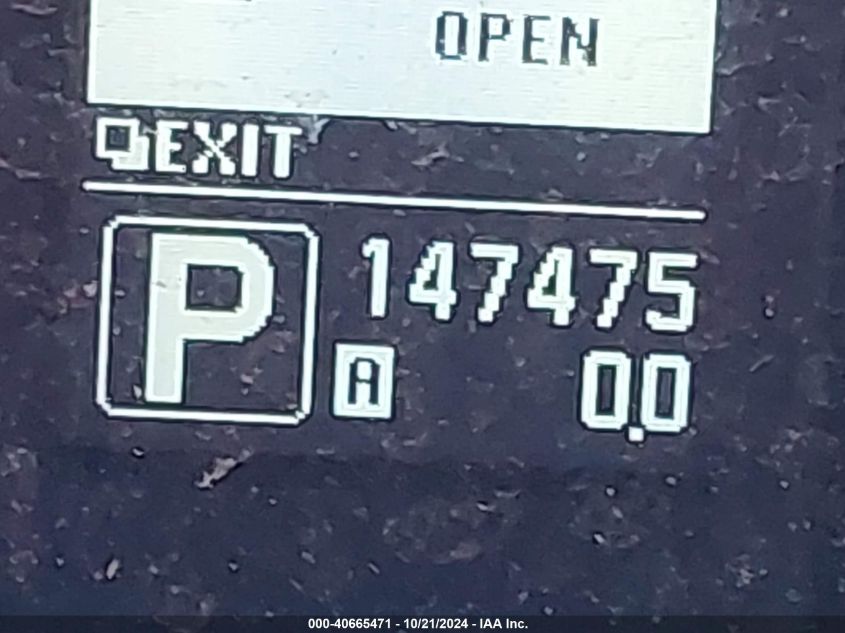 OPEN
EXIT
P
147475
A 0.0
000-40665471 - 10/21/2024 - IAA Inc.